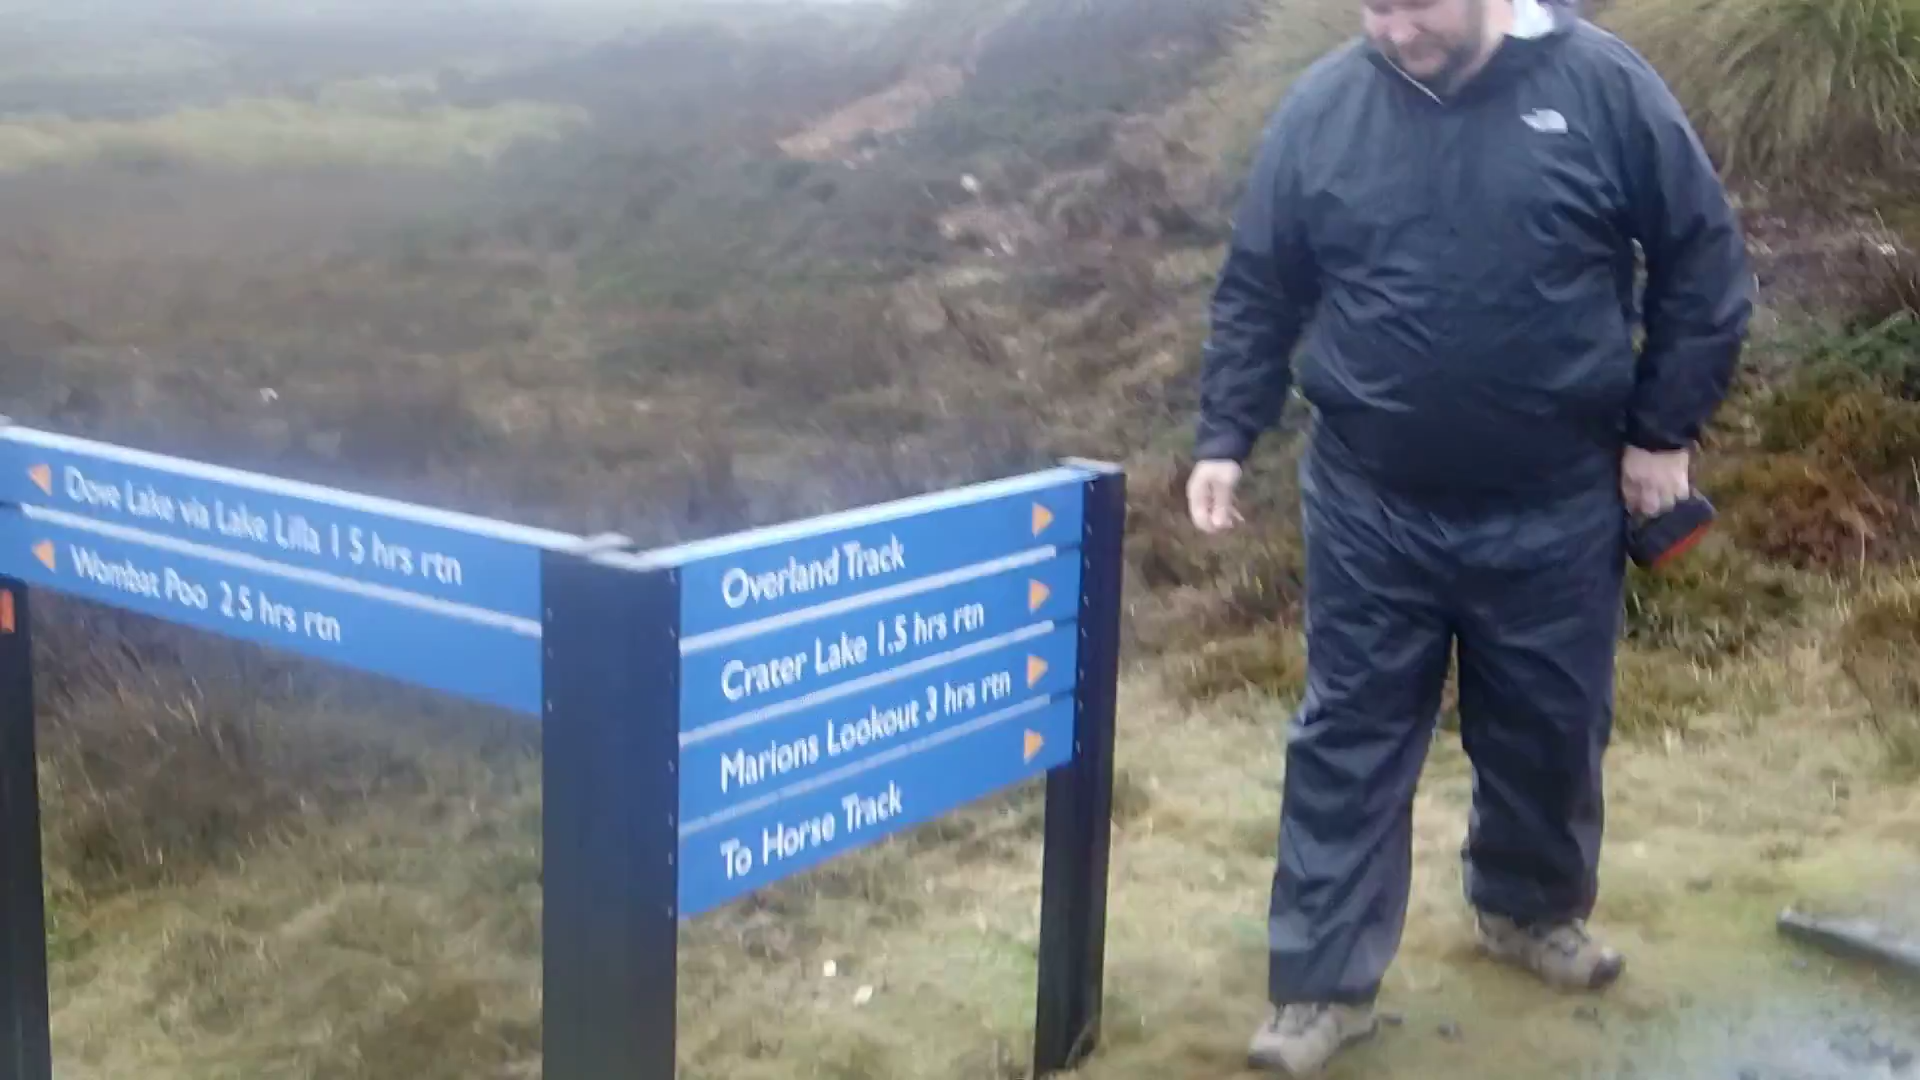 Dove Lake via Lake Lilla 1 5 hrs rtn
Wombat Poo 2 5 hrs rtn
Overland Track
Crater Lake 1.5 hrs rtn
Marions Lookout 3 hrs rtn
To Horse Track